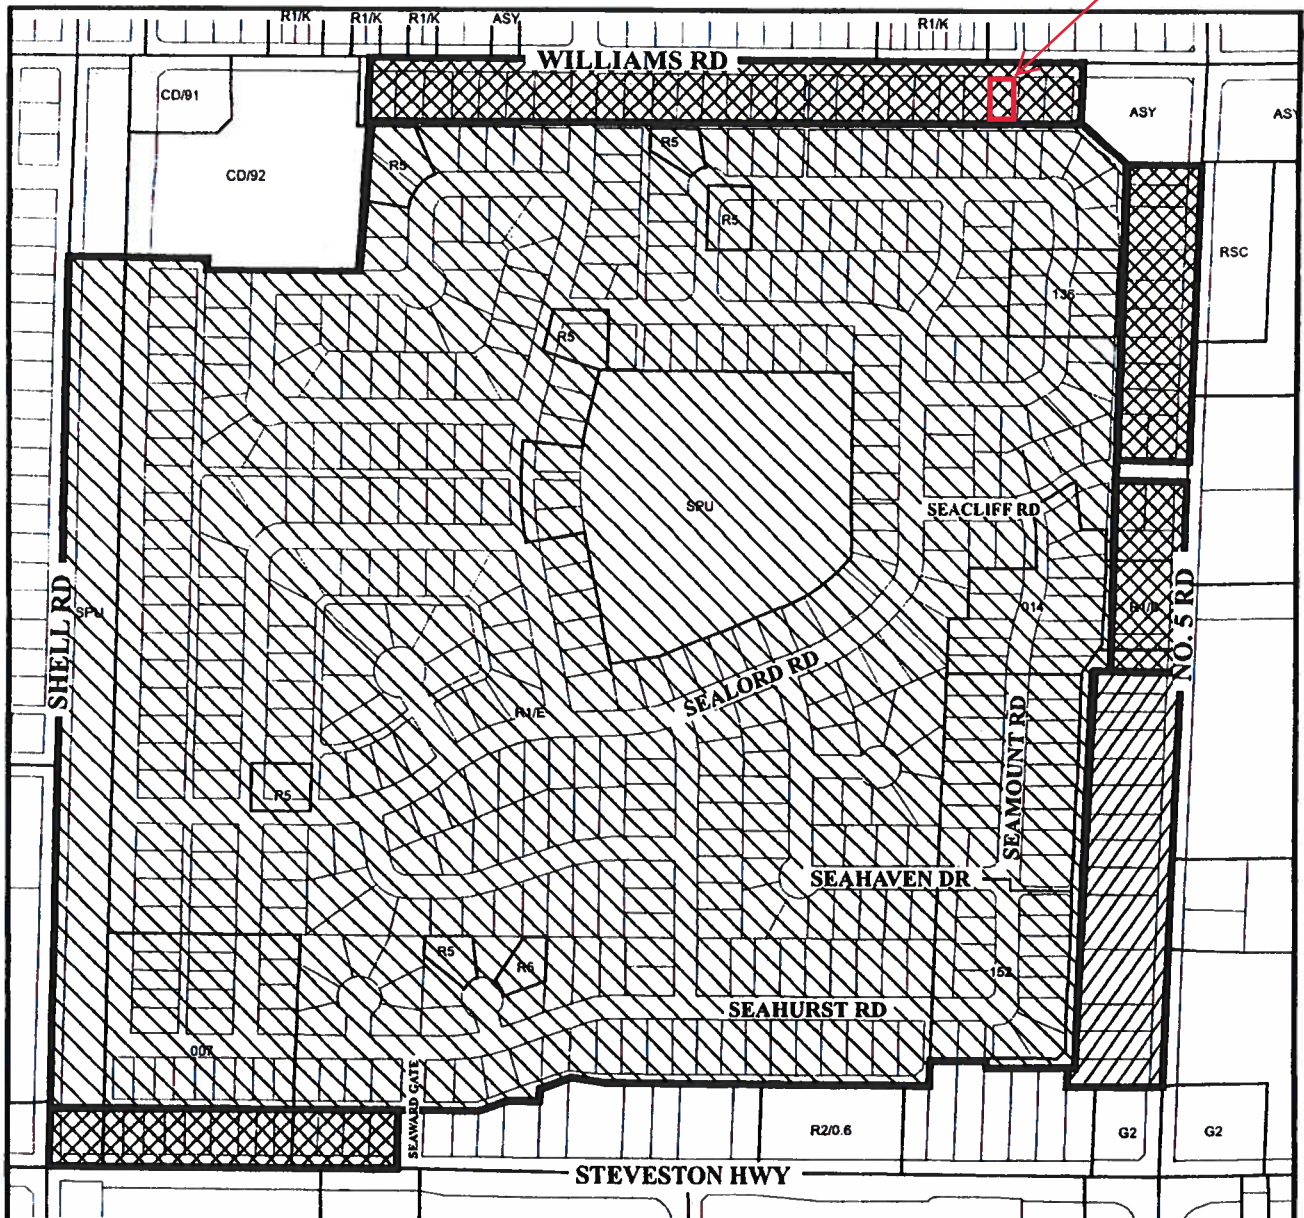 R1/K
R1/K
R1/K
ASY
R1/K
WILLIAMS RD
CD/91
ASY
CD/92
R5
R5
R5
RSC
136
R5
SPU
SEACLIFF RD
SHELL RD
SPU
014
NO. 5 RD
SEALORD RD
R1/E
SEAMOUNT RD
R5
SEAHAVEN DR
R5
R6
152
SEAHURST RD
007
SEAWARD GATE
R2/0.6
G2
G2
STEVESTON HWY